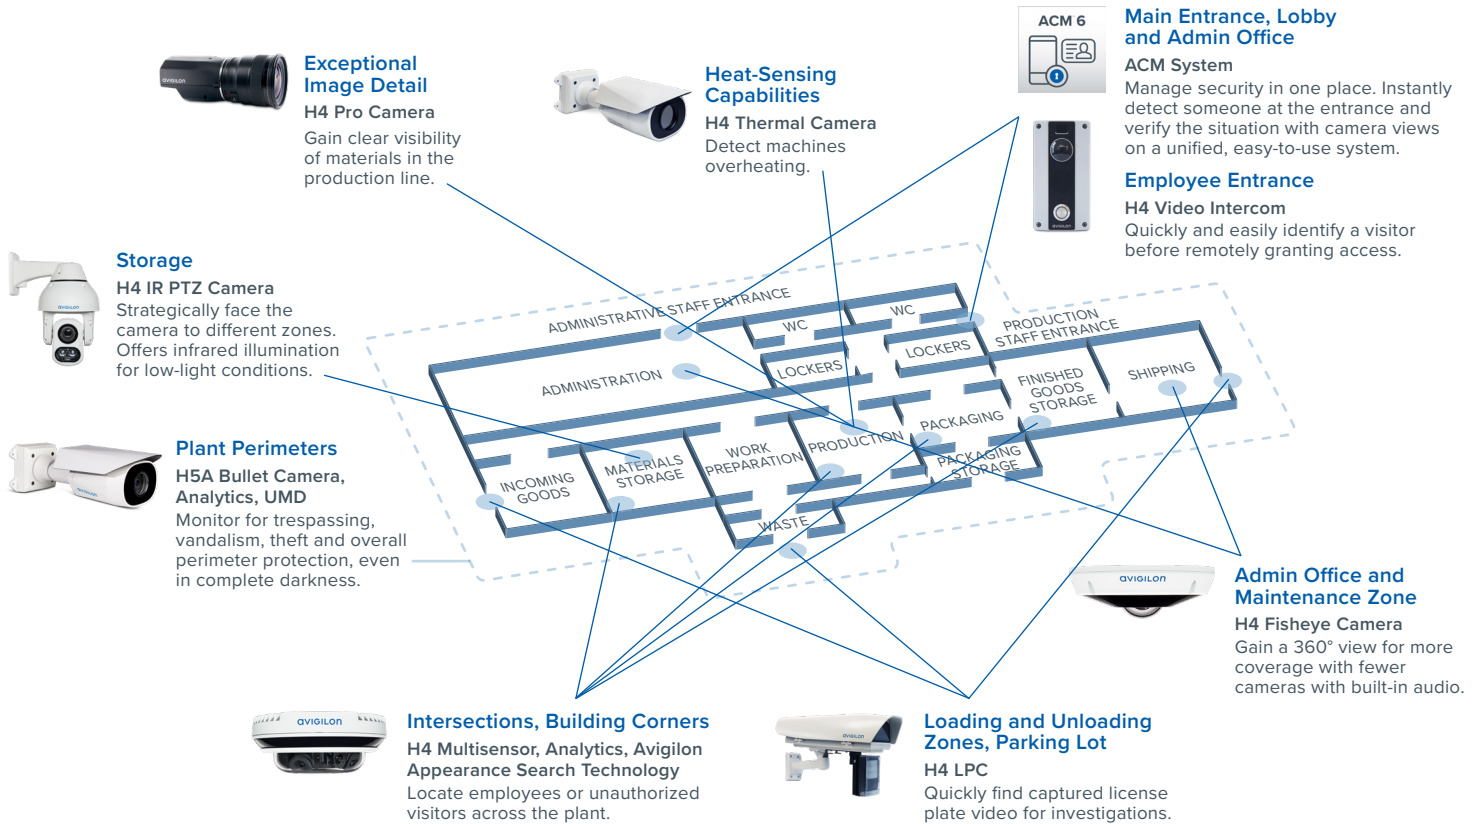 Exceptional
Image Detail
H4 Pro Camera
Gain clear visibility
of materials in the
production line.
Heat-Sensing
Capabilities
H4 Thermal Camera
Detect machines
overheating.
ACM 6
Main Entrance, Lobby
and Admin Office
ACM System
Manage security in one place. Instantly
detect someone at the entrance and
verify the situation with camera views
on a unified, easy-to-use system.
Employee Entrance
H4 Video Intercom
Quickly and easily identify a visitor
before remotely granting access.
Storage
H4 IR PTZ Camera
Strategically face the
camera to different zones.
Offers infrared illumination
for low-light conditions.
Plant Perimeters
H5A Bullet Camera,
Analytics, UMD
Monitor for trespassing,
vandalism, theft and overall
perimeter protection, even
in complete darkness.
ADMINISTRATIVE STAFF ENTRANCE
WC
WC
PRODUCTION
STAFF ENTRANCE
LOCKERS
LOCKERS
ADMINISTRATION
FINISHED
GOODS
STORAGE
SHIPPING
INCOMING
GOODS
MATERIALS
STORAGE
WORK
PREPARATION
PRODUCTION
PACKAGING
PACKAGING
STORAGE
WASTE
Intersections, Building Corners
H4 Multisensor, Analytics, Avigilon
Appearance Search Technology
Locate employees or unauthorized
visitors across the plant.
Loading and Unloading
Zones, Parking Lot
H4 LPC
Quickly find captured license
plate video for investigations.
Admin Office and
Maintenance Zone
H4 Fisheye Camera
Gain a 360° view for more
coverage with fewer
cameras with built-in audio.
avigilon
avigilon
avigilon
avigilon
avigilon
avigilon
avigilon